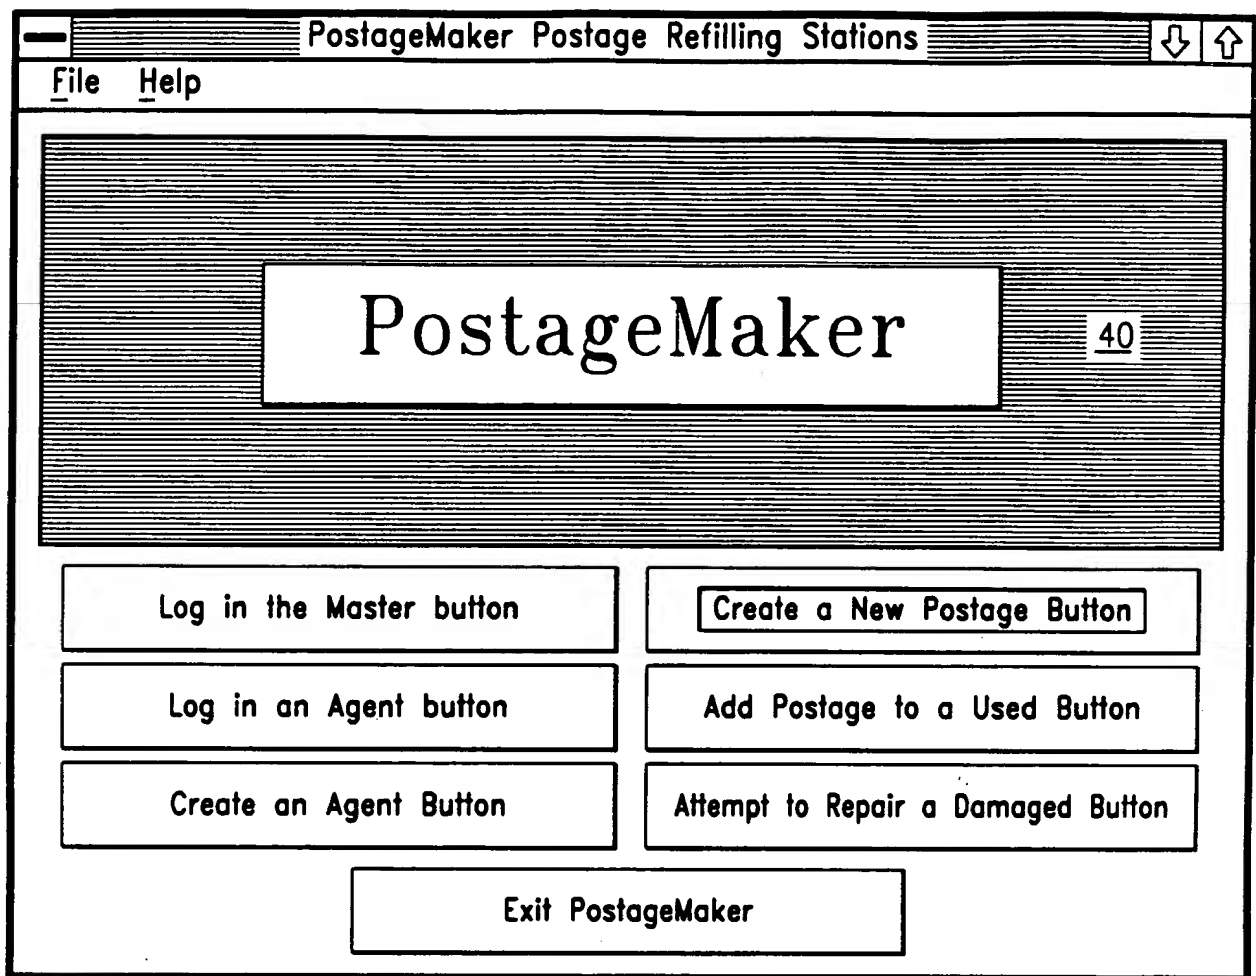 PostageMaker Postage Refilling Stations
File Help
PostageMaker
40
Log in the Master button
Create a New Postage Button
Log in an Agent button
Add Postage to a Used Button
Create an Agent Button
Attempt to Repair a Damaged Button
Exit PostageMaker